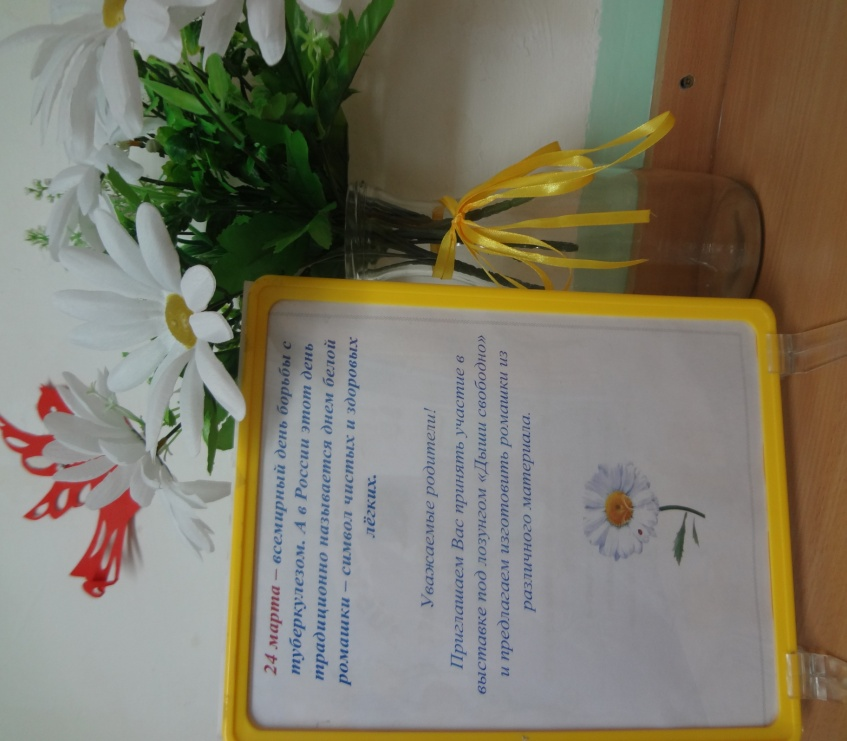 24 марта – всемирный день борьбы с
туберкулезом. А в России этот день
традиционно называется днем белой
ромашки – символ чистых и здоровых
лёгких.
Уважаемые родители!
Приглашаем Вас принять участие в
выставке под лозунгом «Дыши свободно»
и предлагаем изготовить ромашки из
различного материала.